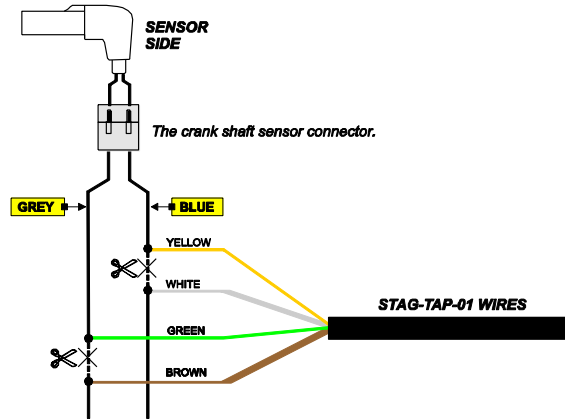 SENSOR
SIDE
The crank shaft sensor connector.
GREY
BLUE
YELLOW
WHITE
STAG-TAP-01 WIRES
GREEN
BROWN